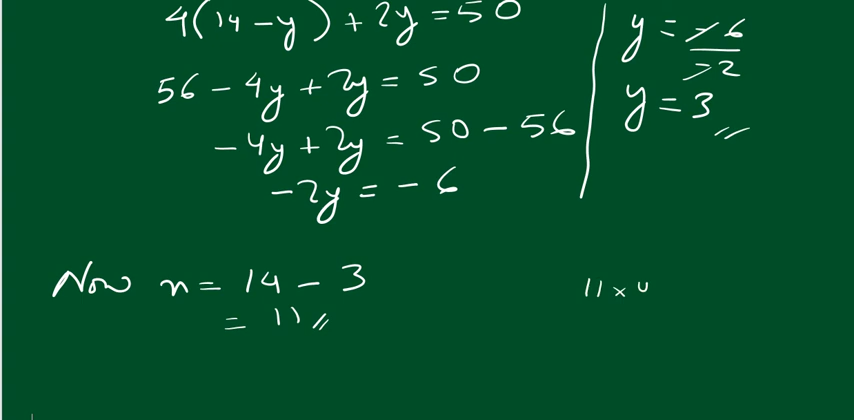 4(14-y)+2y=50
56-4y+2y=50
-4y+2y=50-56
-2y=-6
y=-6/-2
y=3
Now n=14-3
=11
11×4